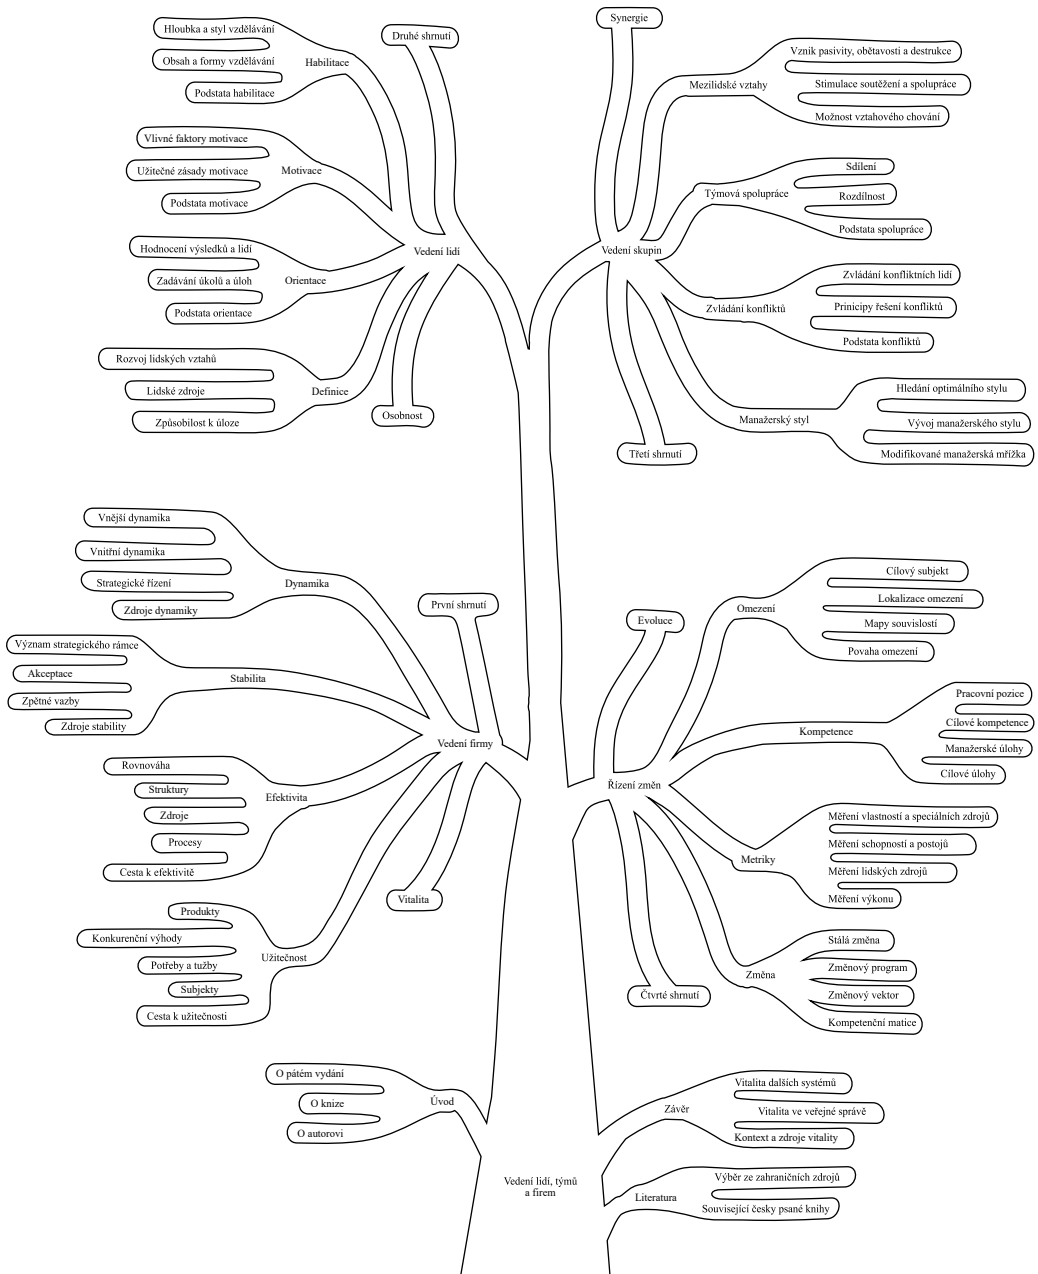 Hloubka a styl vzdělávání
Obsah a formy vzdělávání
Podstata habilitace
Habilitace
Druhé shrnutí
Vlivné faktory motivace
Užitečné zásady motivace
Podstata motivace
Motivace
Hodnocení výsledků a lidí
Zadávání úkolů a úloh
Podstata orientace
Orientace
Vedení lidí
Rozvoj lidských vztahů
Lidské zdroje
Způsobilost k úloze
Definice
Osobnost
Synergie
Mezilidské vztahy
Vznik pasivity, obětavosti a destrukce
Stimulace soutěžení a spolupráce
Možnost vztahového chování
Týmová spolupráce
Sdílení
Rozdílnost
Podstata spolupráce
Vedení skupin
Zvládání konfliktů
Zvládání konfliktních lidí
Prinicipy řešení konfliktů
Podstata konfliktů
Manažerský styl
Hledání optimálního stylu
Vývoj manažerského stylu
Modifikované manažerská mřížka
Třetí shrnutí
Vnější dynamika
Vnitřní dynamika
Strategické řízení
Zdroje dynamiky
Dynamika
První shrnutí
Význam strategického rámce
Akceptace
Zpětné vazby
Zdroje stability
Stabilita
Vedení firmy
Rovnováha
Struktury
Zdroje
Procesy
Cesta k efektivitě
Efektivita
Vitalita
Produkty
Konkurenční výhody
Potřeby a tužby
Subjekty
Cesta k užitečnosti
Užitečnost
Evoluce
Omezení
Cílový subjekt
Lokalizace omezení
Mapy souvislostí
Povaha omezení
Kompetence
Pracovní pozice
Cílové kompetence
Manažerské úlohy
Cílové úlohy
Řízení změn
Metriky
Měření vlastností a speciálních zdrojů
Měření schopností a postojů
Měření lidských zdrojů
Měření výkonu
Změna
Stálá změna
Změnový program
Změnový vektor
Kompetenční matice
Čtvrté shrnutí
O pátém vydání
O knize
O autorovi
Úvod
Závěr
Vitalita dalších systémů
Vitalita ve veřejné správě
Kontext a zdroje vitality
Vedení lidí, týmů
a firem
Literatura
Výběr ze zahraničních zdrojů
Související česky psané knihy